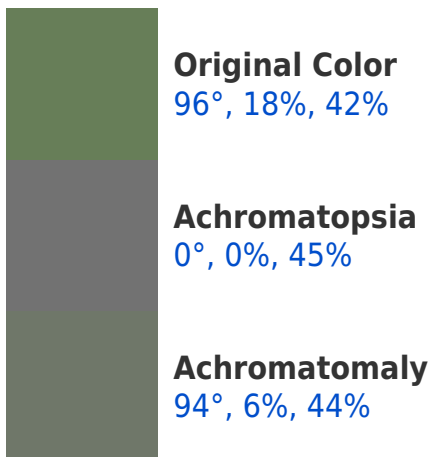 Original Color
96°, 18%, 42%
Achromatopsia
0°, 0%, 45%
Achromatomaly
94°, 6%, 44%